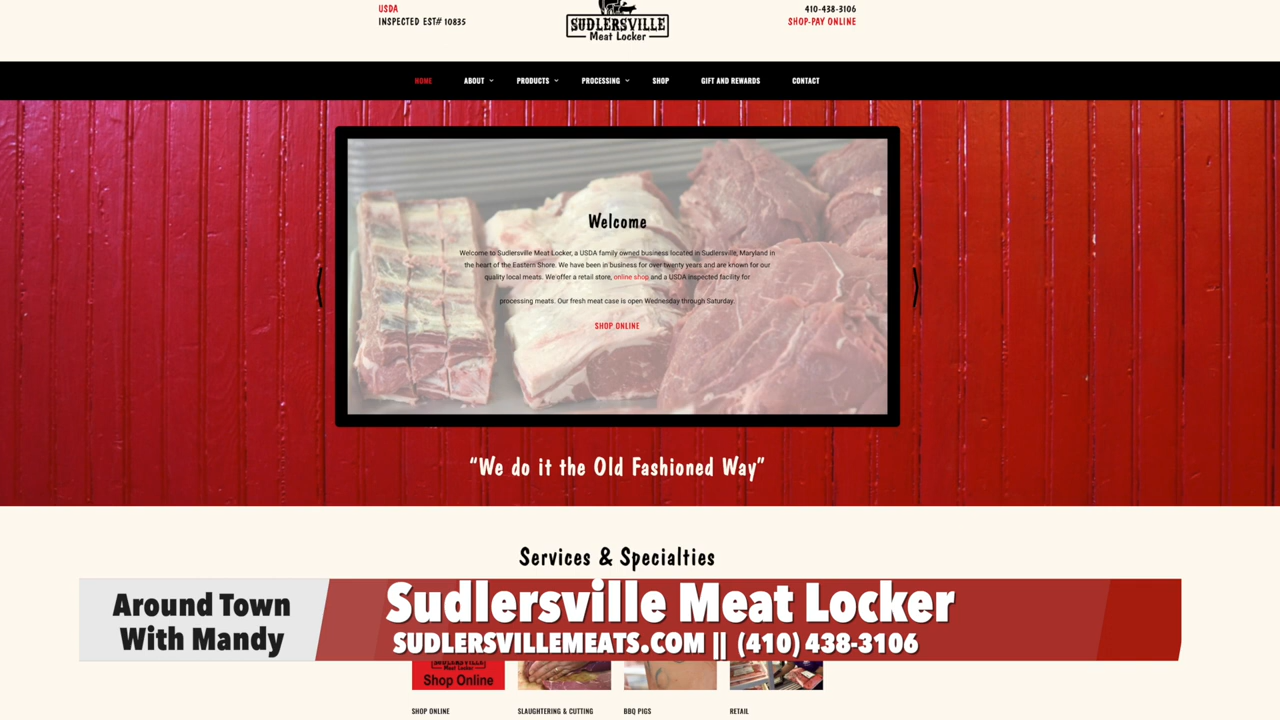 USDA
INSPECTED EST# 10835
SUDLERSVILLE
Meat Locker
410-438-3106
SHOP-PAY ONLINE
HOME ABOUT PRODUCTS PROCESSING SHOP GIFT AND REWARDS CONTACT
Welcome
Welcome to Sudlersville Meat Locker, a USDA family owned business located in Sudlersville, Maryland in
the heart of the Eastern Shore. We have been in business for over twenty years and are known for our
quality local meats. We offer a retail store, online shop and a USDA inspected facility for
processing meats. Our fresh meat case is open Wednesday through Saturday.
SHOP ONLINE
“We do it the Old Fashioned Way”
Services & Specialties
Around Town
With Mandy
Sudlersville Meat Locker
SUDLERSVILLEMEATS.COM || (410) 438-3106
SUDLERSVILLE
Meat Locker
Shop Online
SHOP ONLINE SLAUGHTERING & CUTTING BBQ PIGS RETAIL